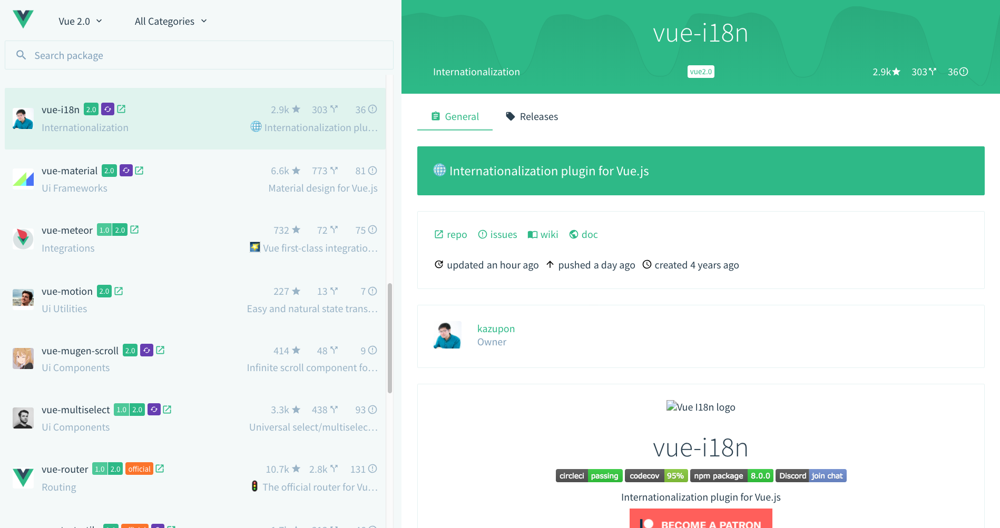 Vue 2.0 All Categories
Search package
vue-i18n 2.0 2.9k 303 36
Internationalization Internationalization plu…
vue-material 2.0 6.6k 773 81
Ui Frameworks Material design for Vue.js
vue-meteor 1.0 2.0 732 72 75
Integrations Vue first-class integratio…
vue-motion 2.0 227 13 7
Ui Utilities Easy and natural state trans…
vue-mugen-scroll 2.0 414 48 9
Ui Components Infinite scroll component fo…
vue-multiselect 1.0 2.0 3.3k 438 93
Ui Components Universal select/multiselec…
vue-router 1.0 2.0 official 10.7k 2.8k 131
Routing The official router for Vu…
vue-i18n
Internationalization vue2.0 2.9k 303 36
General Releases
Internationalization plugin for Vue.js
repo issues wiki doc
updated an hour ago pushed a day ago created 4 years ago
kazupon
Owner
Vue I18n logo
vue-i18n
circleci passing codecov 95% npm package 8.0.0 Discord join chat
Internationalization plugin for Vue.js
BECOME A PATRON